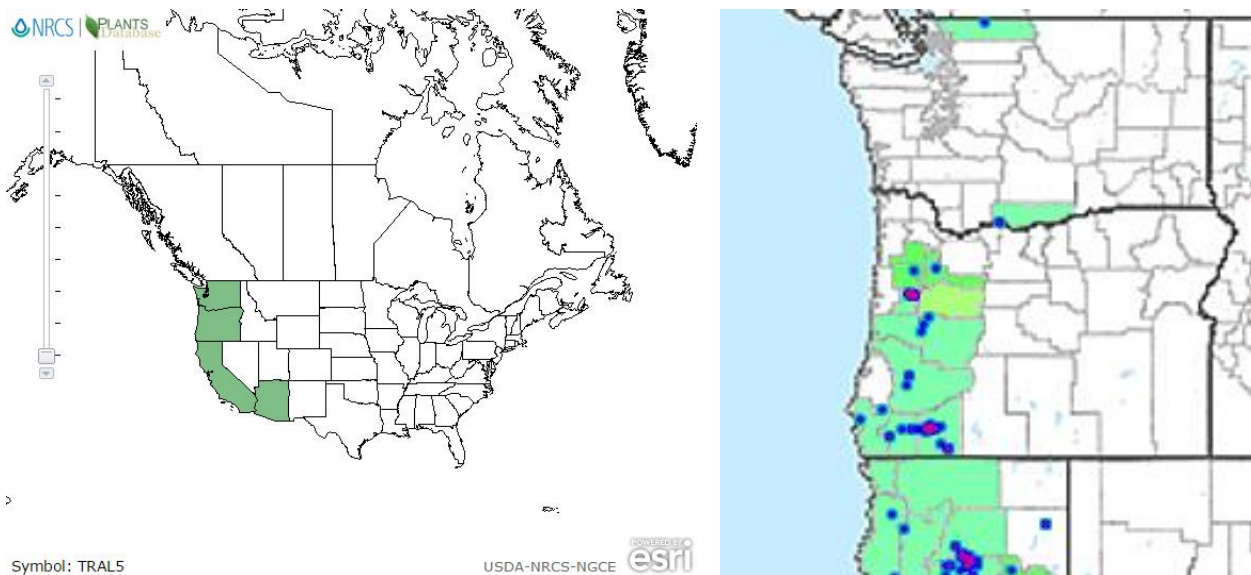 NRCS | PLANTS
Database
Symbol: TRAL5
USDA-NRCS-NGCE
POWERED BY
esri